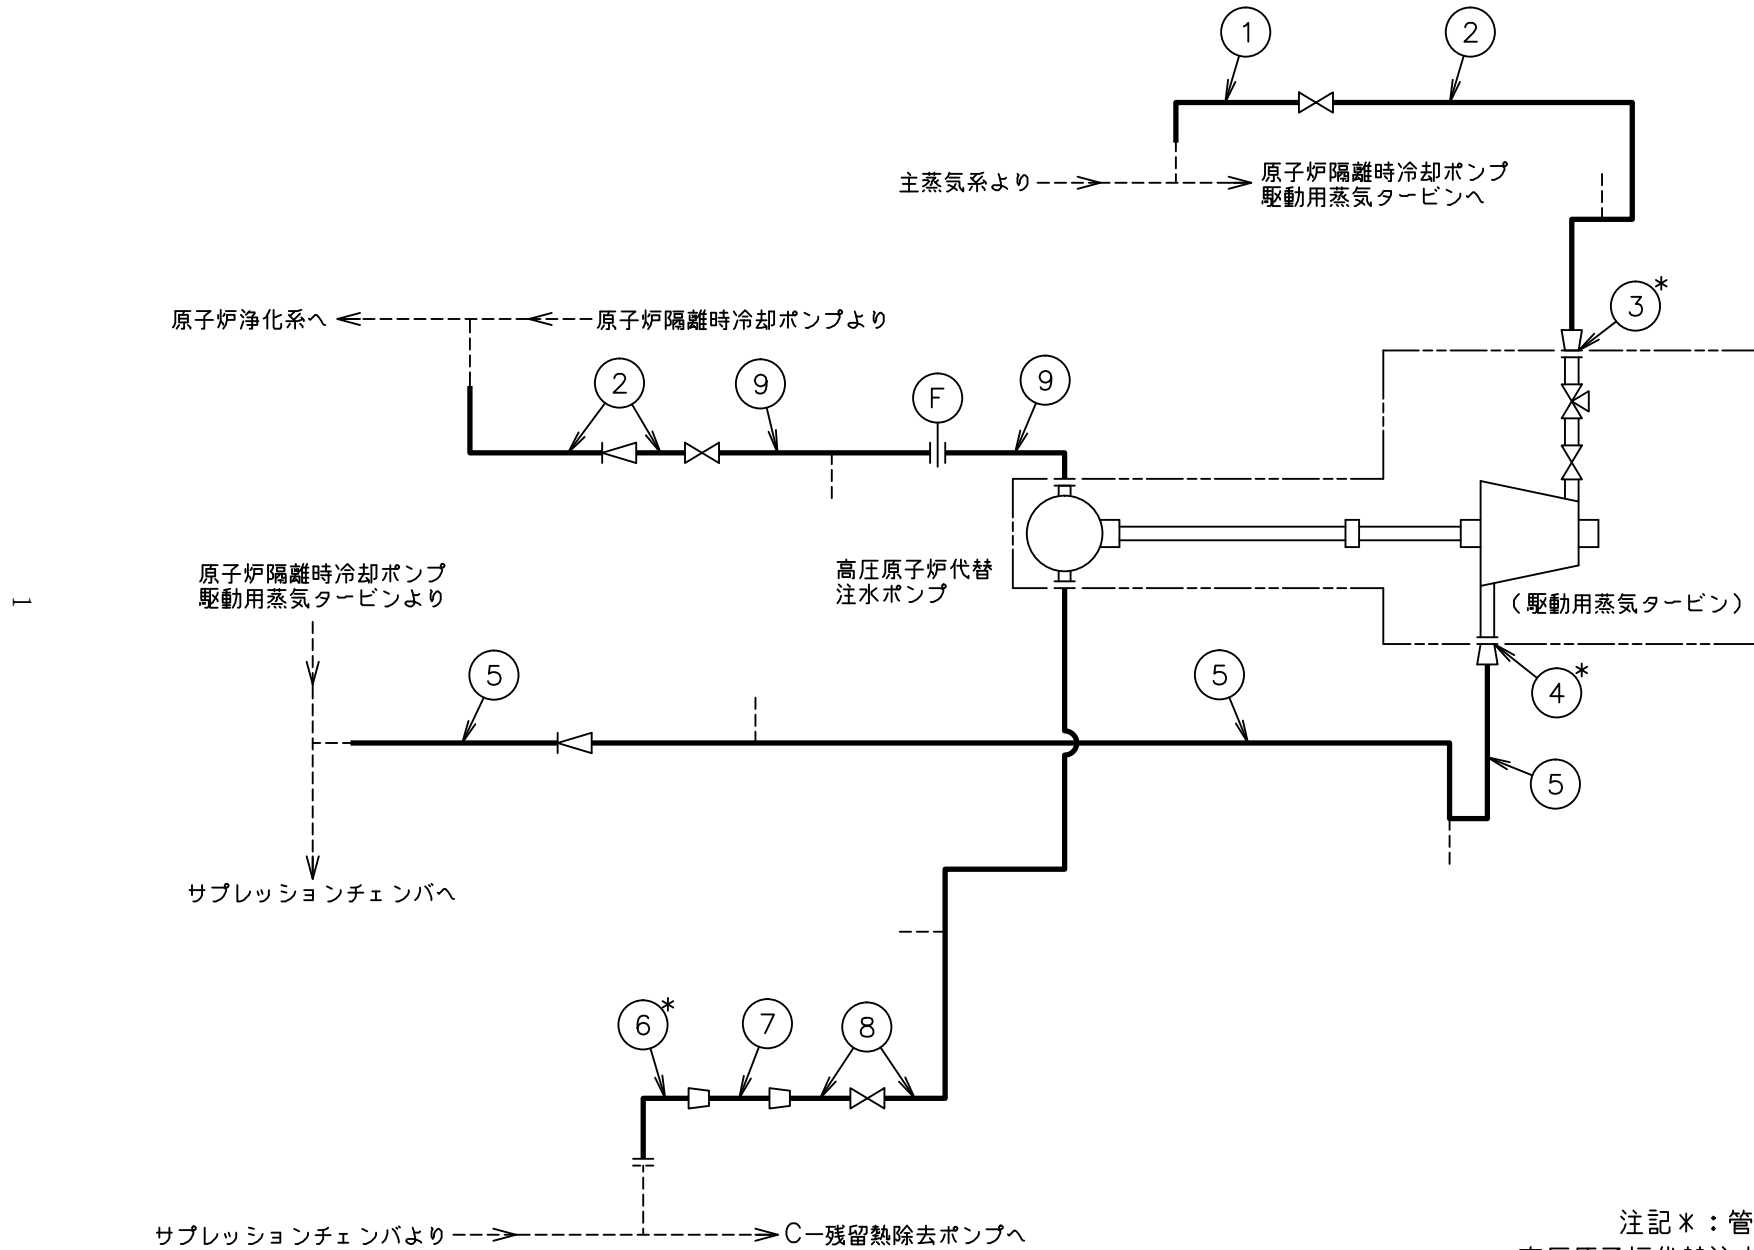 1
2
主蒸気系より
原子炉隔離時冷却ポンプ
駆動用蒸気タービンへ
3*
原子炉浄化系へ
原子炉隔離時冷却ポンプより
2
9
F
9
高圧原子炉代替
注水ポンプ
原子炉隔離時冷却ポンプ
駆動用蒸気タービンより
(駆動用蒸気タービン)
1
5
5
4*
5
サプレッションチェンバへ
6*
7
8
サプレッションチェンバより
C-残留熱除去ポンプへ
注記*:管